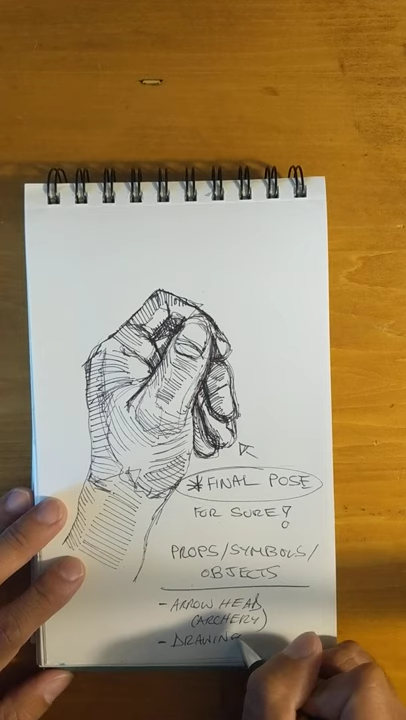 *FINAL POSE
FOR SURE!
PROPS/SYMBOLS/
OBJECTS
- ARROW HEAD
(ARCHERY)
- DRAWING